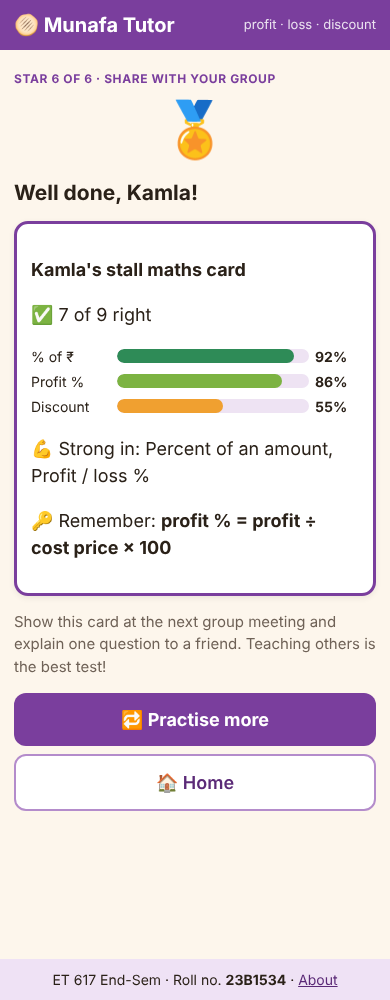 Munafa Tutor
profit · loss · discount
STAR 6 OF 6 · SHARE WITH YOUR GROUP
Well done, Kamla!
Kamla's stall maths card
✅ 7 of 9 right
% of ₹ 92%
Profit % 86%
Discount 55%
💪 Strong in: Percent of an amount,
Profit / loss %
🔑 Remember: profit % = profit ÷
cost price × 100
Show this card at the next group meeting and
explain one question to a friend. Teaching others is
the best test!
🔁 Practise more
🏠 Home
ET 617 End-Sem · Roll no. 23B1534 · About